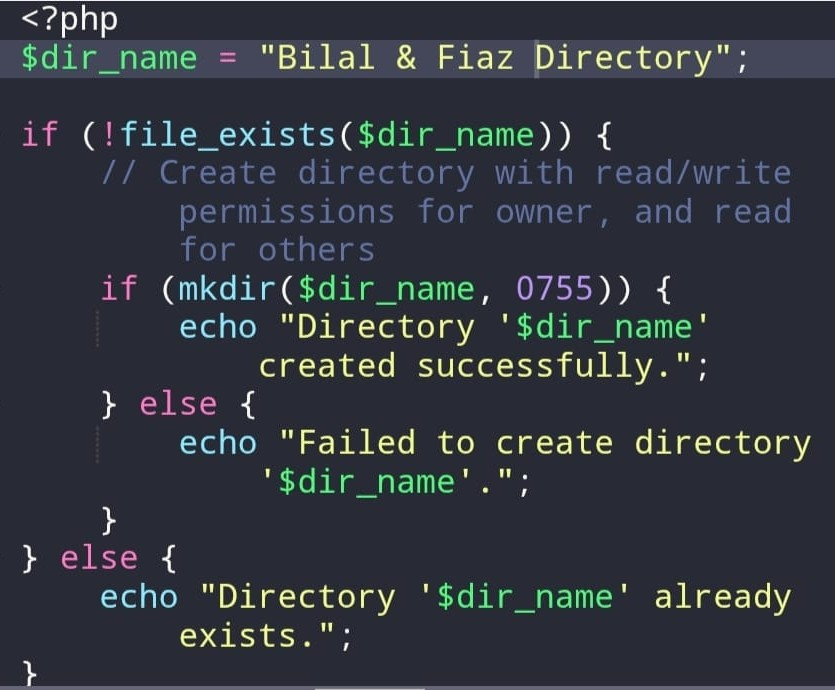 <?php
$dir_name = "Bilal & Fiaz Directory";
if (!file_exists($dir_name)) {
// Create directory with read/write
permissions for owner, and read
for others
if (mkdir($dir_name, 0755)) {
echo "Directory '$dir_name'
created successfully.";
} else {
echo "Failed to create directory
'$dir_name'.";
}
} else {
echo "Directory '$dir_name' already
exists.";
}